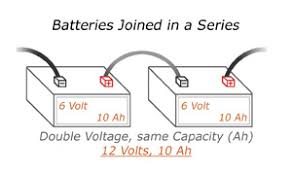 Batteries Joined in a Series
6 Volt
10 Ah
6 Volt
10 Ah
Double Voltage, same Capacity (Ah)
12 Volts, 10 Ah